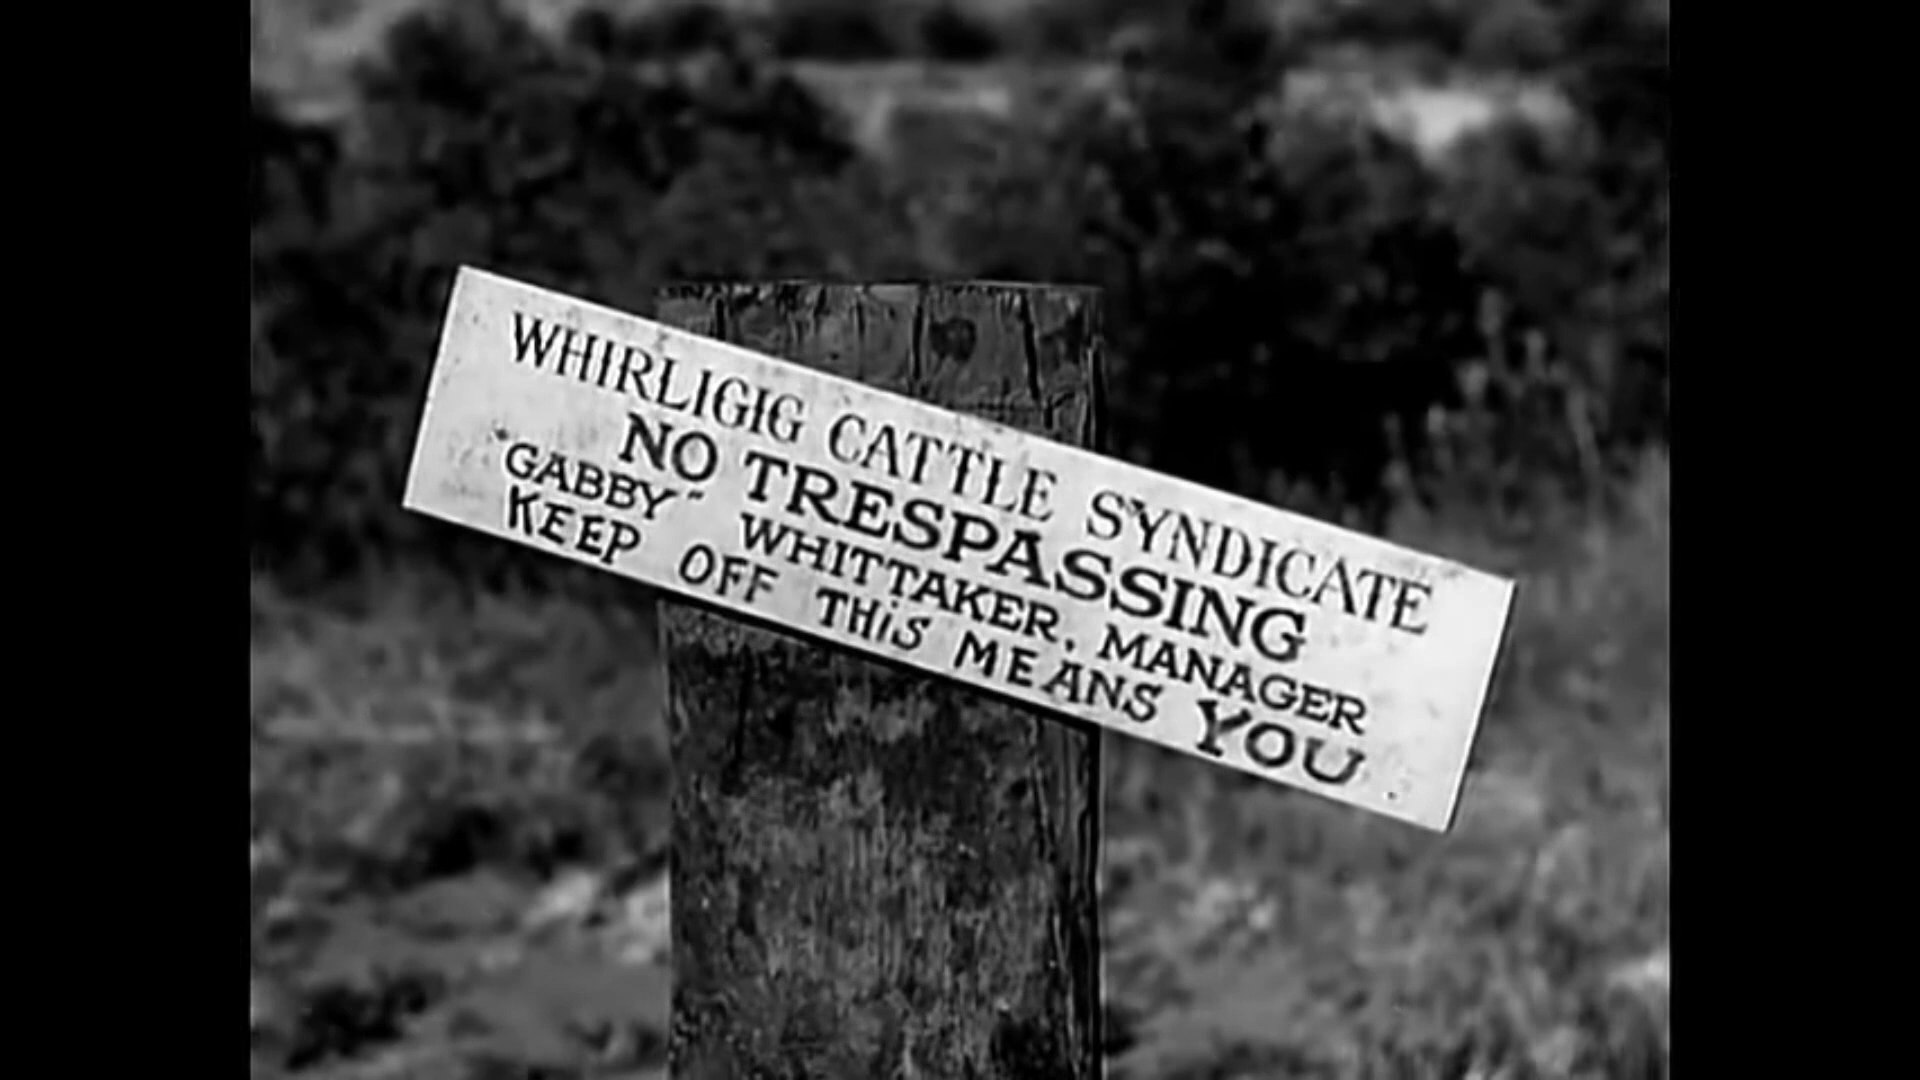 WHIRLIGIG CATTLE SYNDICATE
NO TRESPASSING
"GABBY" WHITTAKER, MANAGER
KEEP OFF THiS MEANS YOU